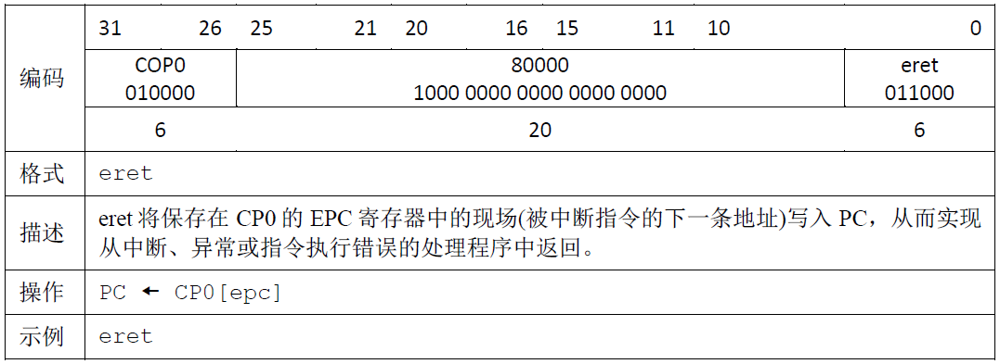 编码
31 26 25 21 20 16 15 11 10 0
COP0 80000 eret
010000 1000 0000 0000 0000 0000 011000
6 20 6
格式 eret
描述 eret 将保存在 CP0 的 EPC 寄存器中的现场(被中断指令的下一条地址)写入 PC，从而实现
从中断、异常或指令执行错误的处理程序中返回。
操作 PC ← CP0[epc]
示例 eret